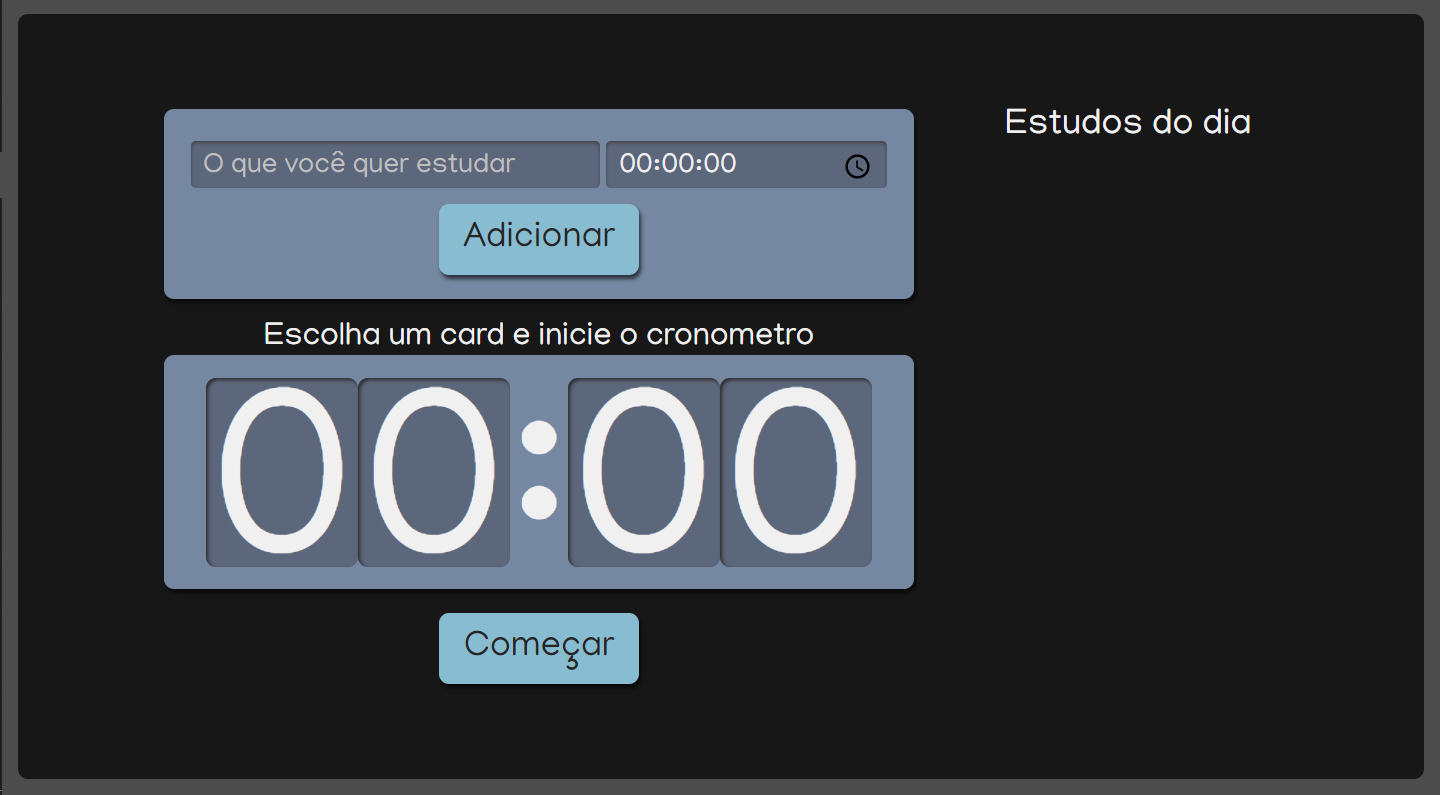 Estudos do dia
O que você quer estudar 00:00:00
Adicionar
Escolha um card e inicie o cronometro
00:00
Começar